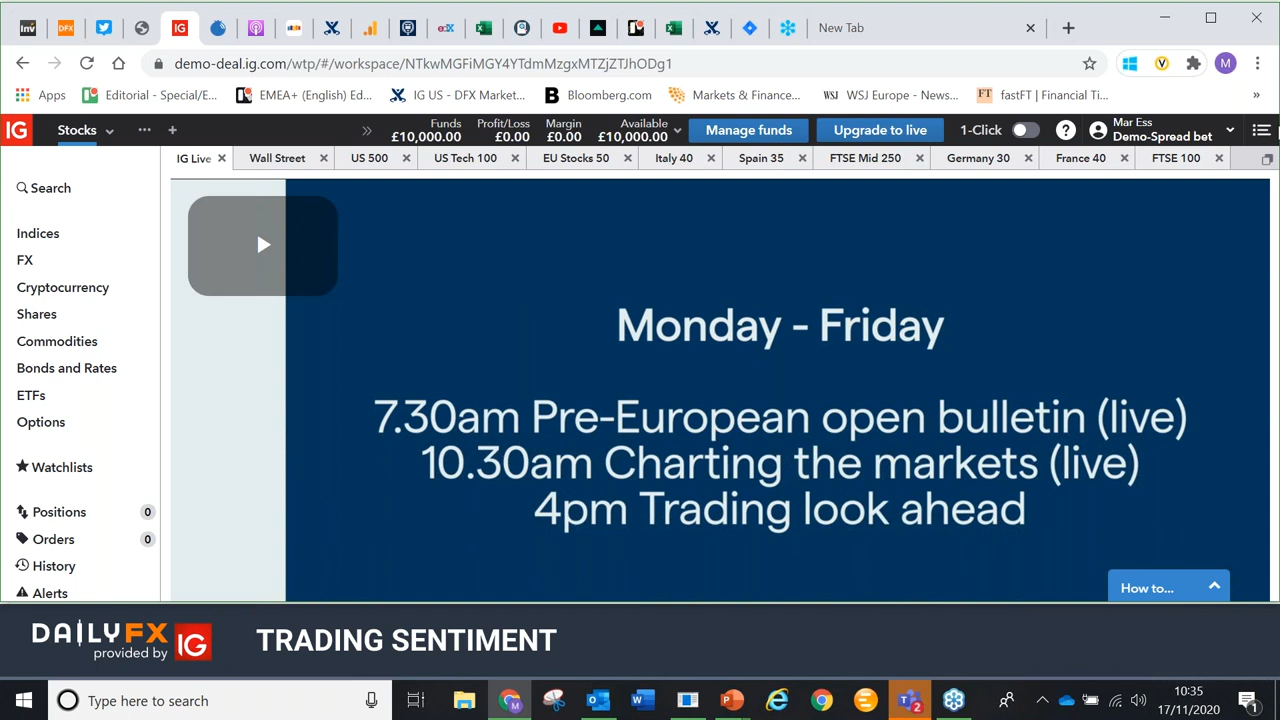 Inv
DFX
IG
edX
New Tab
demo-deal.ig.com/wtp/#/workspace/NTkwMGFiMGY4YTdmMzgxMTZjZTJhODg1
M
Apps
Editorial - Special/E...
EMEA+ (English) Ed...
IG US - DFX Market...
B Bloomberg.com
Markets & Finance...
WSJ WSJ Europe - News...
FT fastFT | Financial Ti...
»
IG
Stocks
Funds £10,000.00
Profit/Loss £0.00
Margin £0.00
Available £10,000.00
Manage funds
Upgrade to live
1-Click
?
Mar Ess
Demo-Spread bet
IG Live
Wall Street
US 500
US Tech 100
EU Stocks 50
Italy 40
Spain 35
FTSE Mid 250
Germany 30
France 40
FTSE 100
Search
Indices
FX
Cryptocurrency
Shares
Commodities
Bonds and Rates
ETFs
Options
Watchlists
Positions 0
Orders 0
History
Alerts
Monday - Friday
7.30am Pre-European open bulletin (live)
10.30am Charting the markets (live)
4pm Trading look ahead
How to...
DAILYFX
provided by IG
TRADING SENTIMENT
Type here to search
10:35
17/11/2020